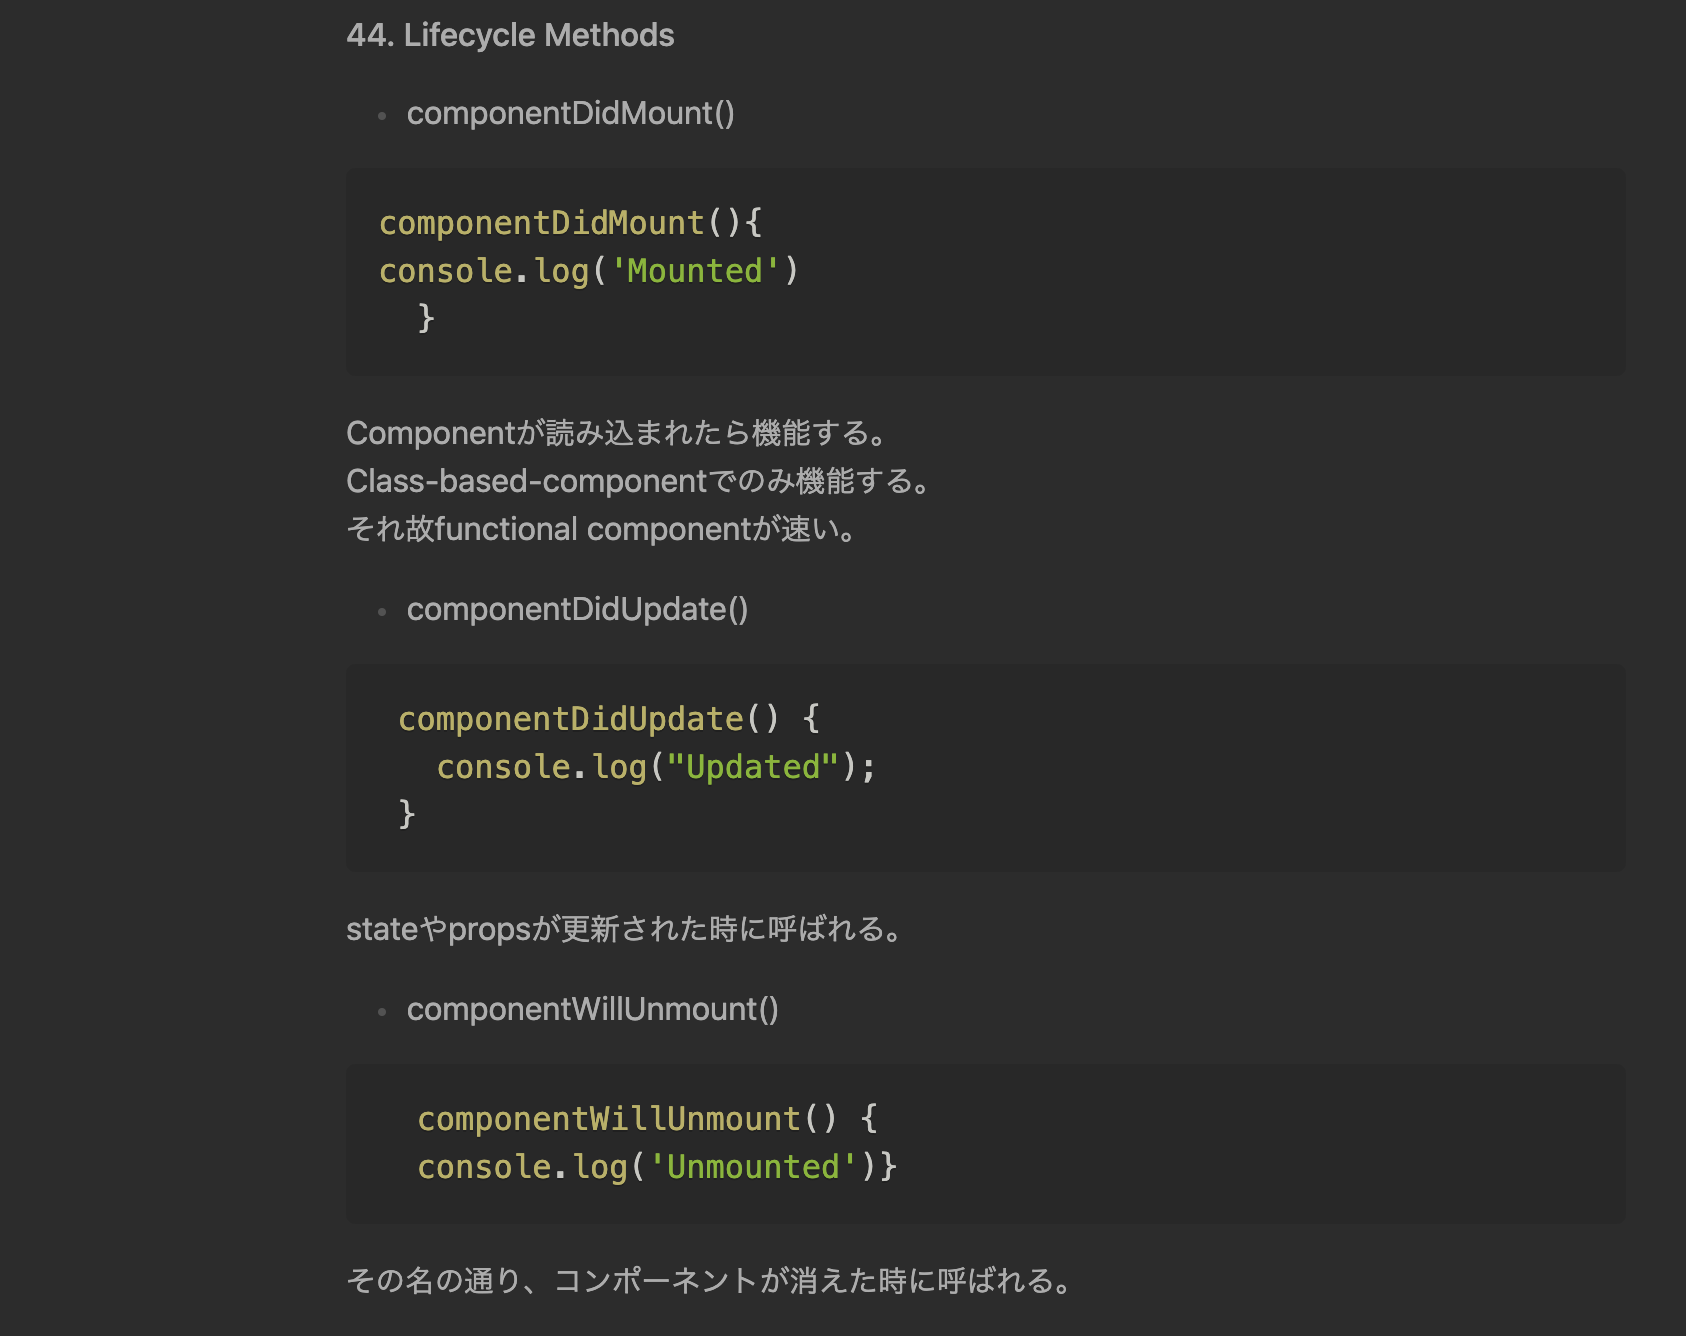 44. Lifecycle Methods
• componentDidMount()
componentDidMount(){
console.log('Mounted')
  }
Componentが読み込まれたら機能する。
Class-based-componentでのみ機能する。
それ故functional componentが速い。
• componentDidUpdate()
 componentDidUpdate() {
   console.log("Updated");
 }
stateやpropsが更新された時に呼ばれる。
• componentWillUnmount()
  componentWillUnmount() {
  console.log('Unmounted')}
その名の通り、コンポーネントが消えた時に呼ばれる。